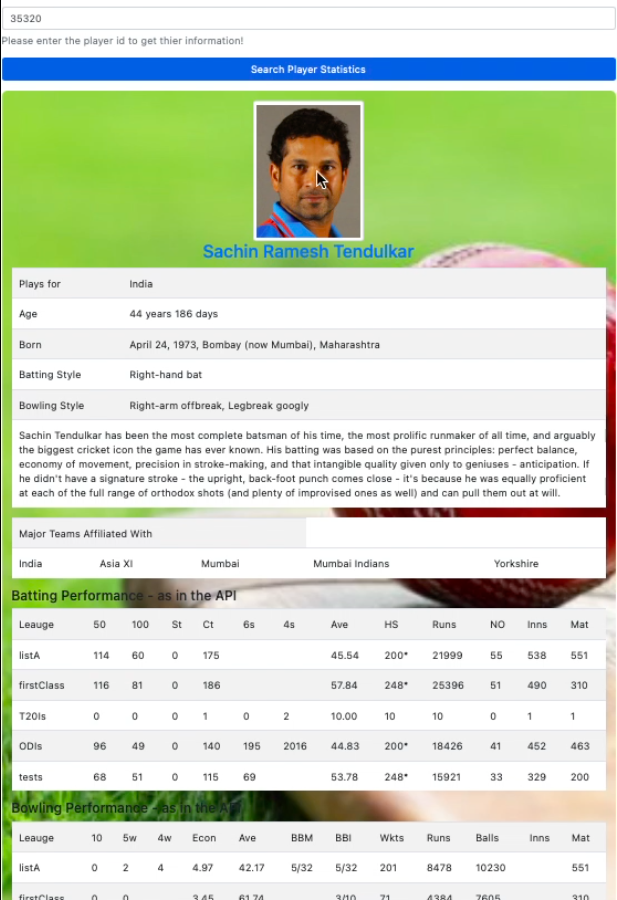 35320
Please enter the player id to get thier information!
Search Player Statistics
Sachin Ramesh Tendulkar
Plays for India
Age 44 years 186 days
Born April 24, 1973, Bombay (now Mumbai), Maharashtra
Batting Style Right-hand bat
Bowling Style Right-arm offbreak, Legbreak googly
Sachin Tendulkar has been the most complete batsman of his time, the most prolific runmaker of all time, and arguably
the biggest cricket icon the game has ever known. His batting was based on the purest principles: perfect balance,
economy of movement, precision in stroke-making, and that intangible quality given only to geniuses - anticipation. If
he didn't have a signature stroke - the upright, back-foot punch comes close - it's because he was equally proficient
at each of the full range of orthodox shots (and plenty of improvised ones as well) and can pull them out at will.
Major Teams Affiliated With
India Asia XI Mumbai Mumbai Indians Yorkshire
Batting Performance - as in the API
Leauge 50 100 St Ct 6s 4s Ave HS Runs NO Inns Mat
listA 114 60 0 175 45.54 200* 21999 55 538 551
firstClass 116 81 0 186 57.84 248* 25396 51 490 310
T20Is 0 0 0 1 0 2 10.00 10 10 0 1 1
ODIs 96 49 0 140 195 2016 44.83 200* 18426 41 452 463
tests 68 51 0 115 69 53.78 248* 15921 33 329 200
Bowling Performance - as in the API
Leauge 10 5w 4w Econ Ave BBM BBI Wkts Runs Balls Inns Mat
listA 0 2 4 4.97 42.17 5/32 5/32 201 8478 10230 551
firstClass 0 0 3.45 61.74 3/10 71 4384 7605 310